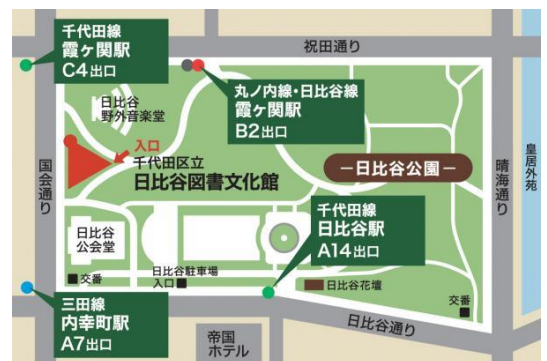 千代田線
霞ヶ関駅
C4出口
祝田通り
丸ノ内線・日比谷線
霞ヶ関駅
B2出口
日比谷
野外音楽堂
入口
千代田区立
日比谷図書文化館
ー日比谷公園ー
国会通り
晴海通り
皇居外苑
千代田線
日比谷駅
A14出口
日比谷
公会堂
交番
日比谷駐車場
入口
日比谷花壇
交番
三田線
内幸町駅
A7出口
帝国
ホテル
日比谷通り